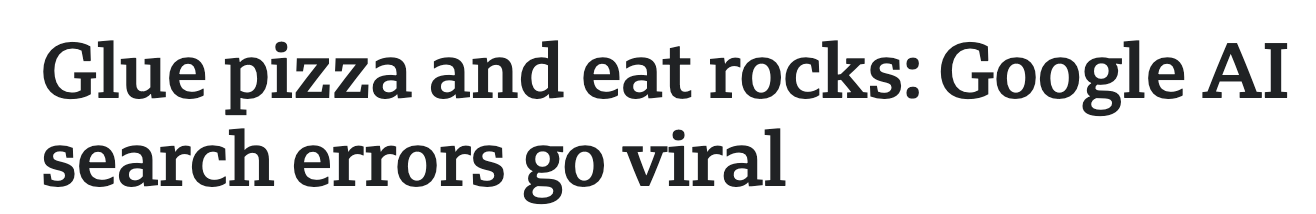 Glue pizza and eat rocks: Google AI
search errors go viral